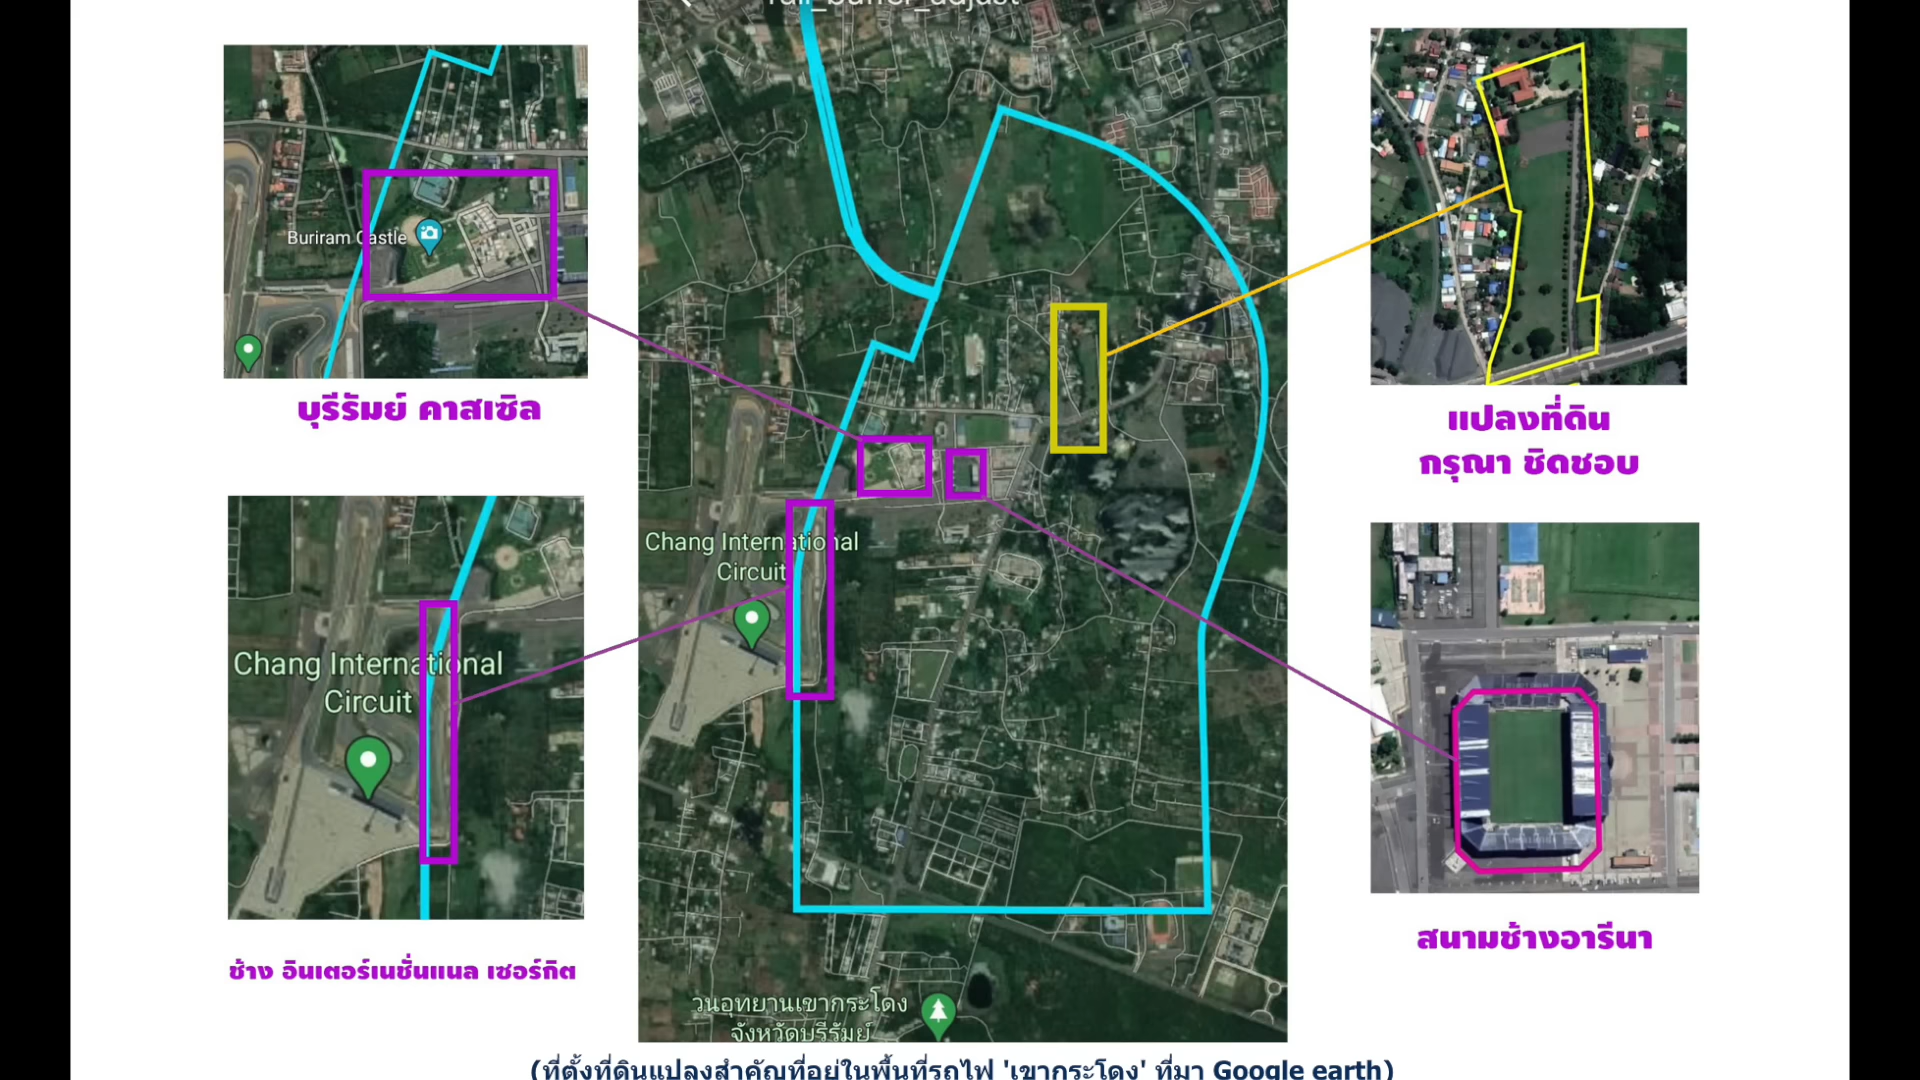 rail_buffer_adjust
Buriram Castle
บุรีรัมย์ คาสเซิล
แปลงที่ดิน
กรุณา ชิดชอบ
Chang International
Circuit
Chang International
Circuit
ช้าง อินเตอร์เนชั่นแนล เซอร์กิต
สนามช้างอารีนา
วนอุทยานเขากระโดง
จังหวัดบุรีรัมย์
(ที่ตั้งที่ดินแปลงสำคัญที่อยู่ในพื้นที่รถไฟ 'เขากระโดง' ที่มา Google earth)